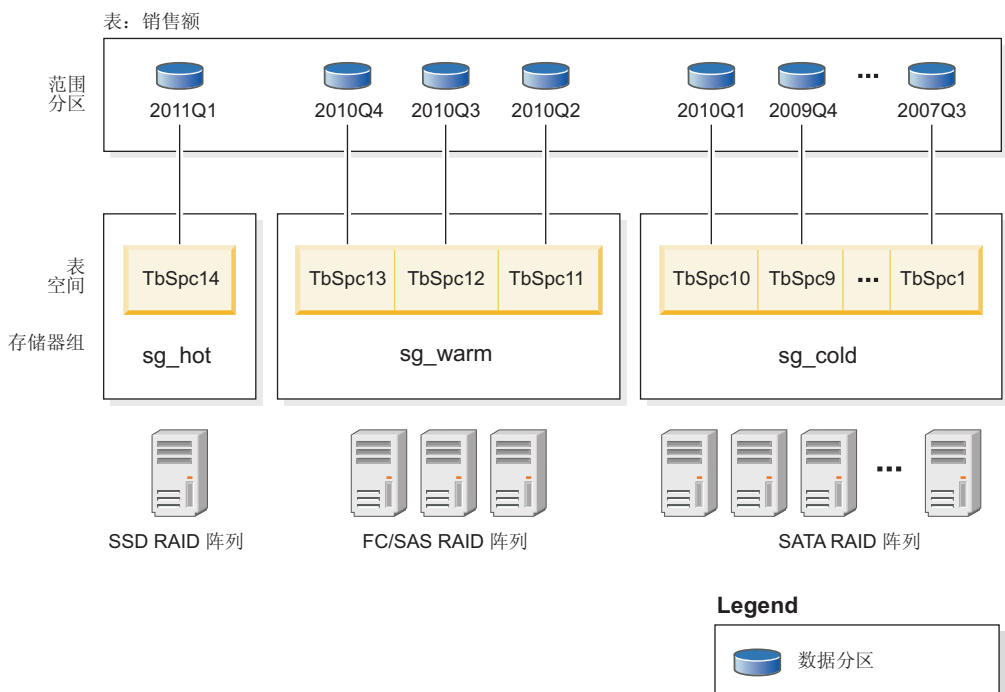 表：销售额
范围
分区
2011Q1 2010Q4 2010Q3 2010Q2 2010Q1 2009Q4 ... 2007Q3
表
空间
TbSpc14 TbSpc13 TbSpc12 TbSpc11 TbSpc10 TbSpc9 ... TbSpc1
存储器组
sg_hot sg_warm sg_cold
...
SSD RAID 阵列 FC/SAS RAID 阵列 SATA RAID 阵列
Legend
数据分区